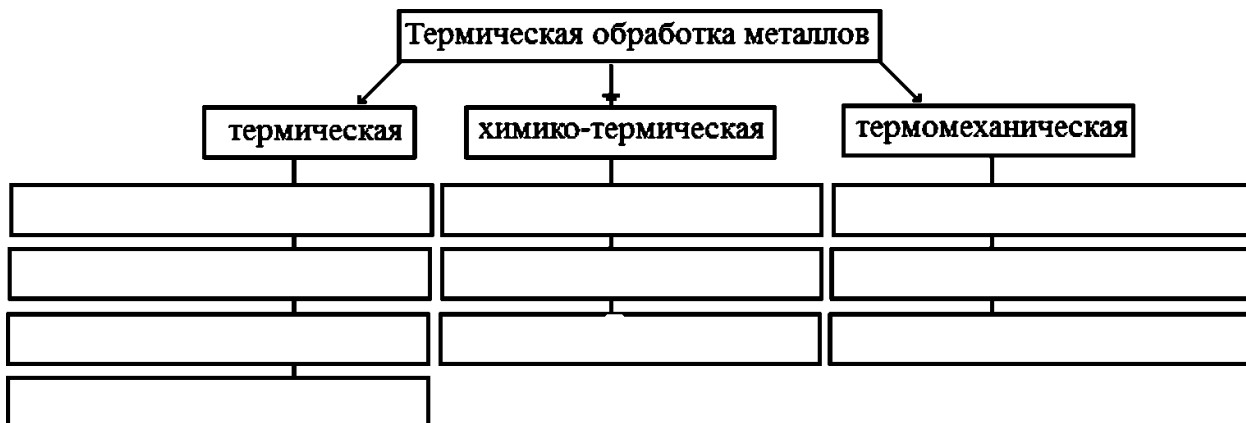 Термическая обработка металлов
термическая
химико-термическая
термомеханическая